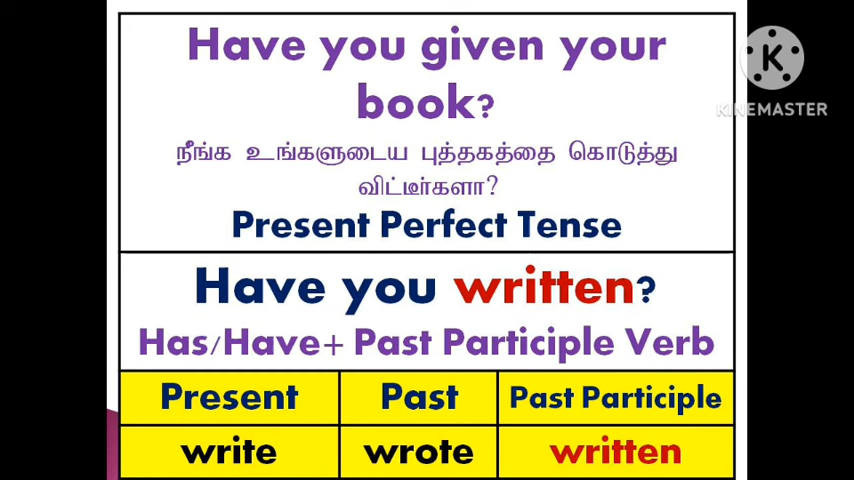 Have you given your
book?
நீங்க உங்களுடைய புத்தகத்தை கொடுத்து
விட்டீர்களா?
Present Perfect Tense
Have you written?
Has/Have+ Past Participle Verb
Present Past Past Participle
write wrote written
K
KINEMASTER